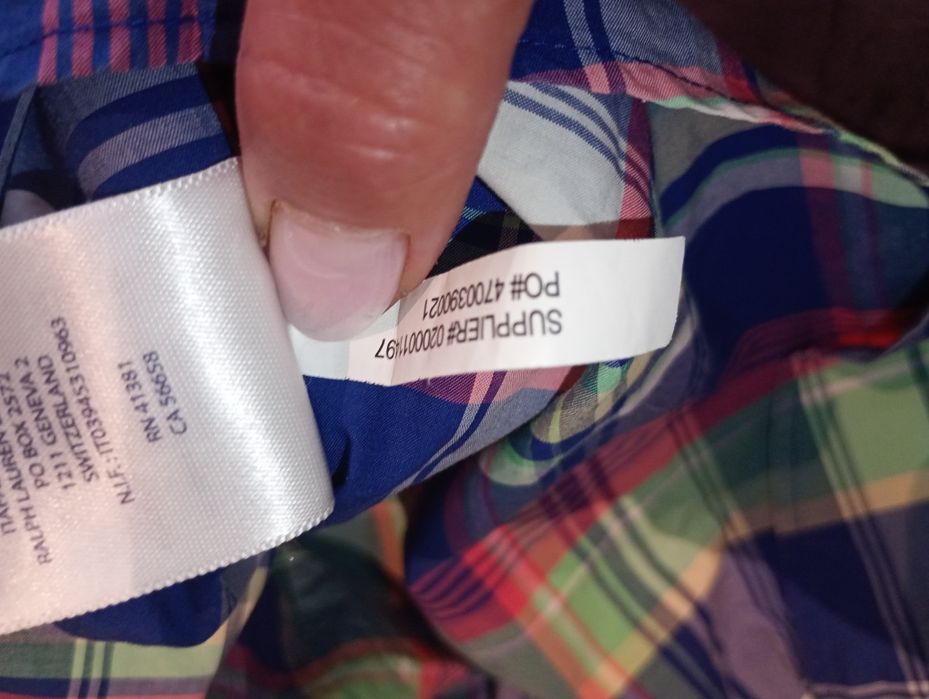 RALPH LAUREN
PO BOX 2572
1211 GENEVA 2
SWITZERLAND
N.I.F.:IT03945310963
RN 41381
CA 56658
SUPPLIER# 0200011497
PO# 4700390021